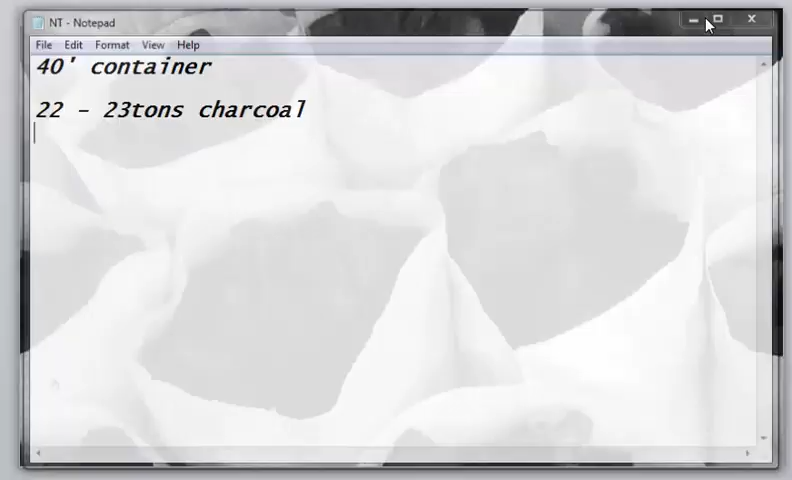 NT - Notepad
File Edit Format View Help
40' container
22 - 23tons charcoal